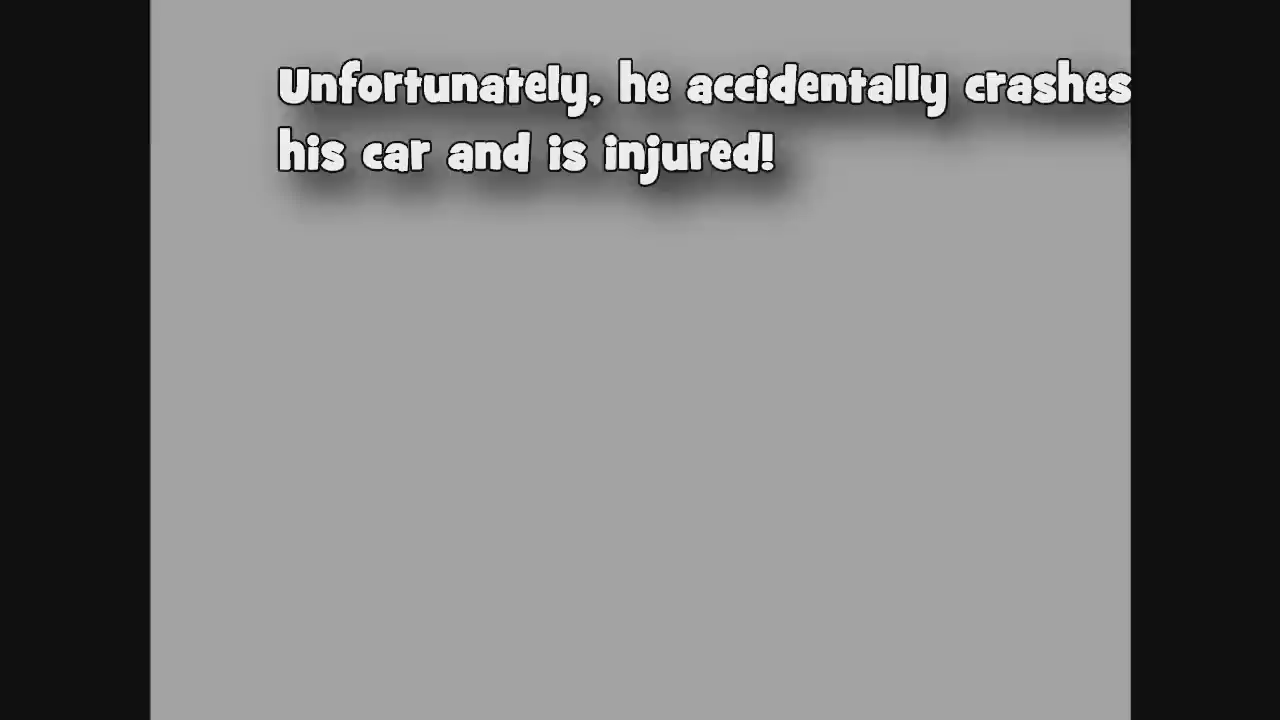 Unfortunately, he accidentally crashes
his car and is injured!